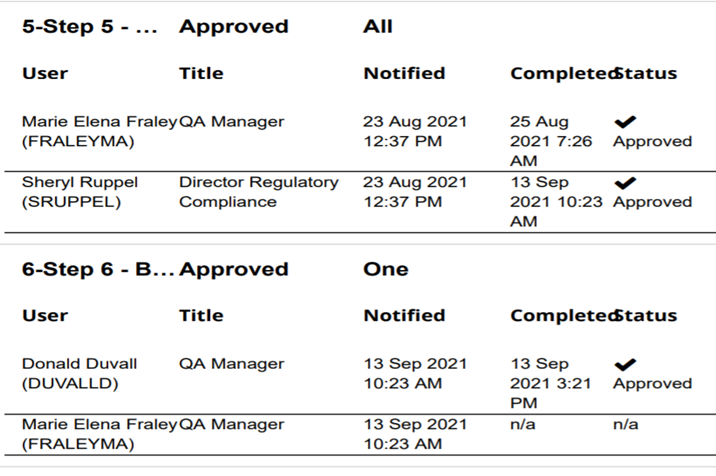 5-Step 5 - ... Approved All
User Title Notified Completed Status
Marie Elena Fraley QA Manager 23 Aug 2021 25 Aug
(FRALEYMA) 12:37 PM 2021 7:26 Approved
AM
Sheryl Ruppel Director Regulatory 23 Aug 2021 13 Sep
(SRUPPEL) Compliance 12:37 PM 2021 10:23 Approved
AM
6-Step 6 - B... Approved One
User Title Notified Completed Status
Donald Duvall QA Manager 13 Sep 2021 13 Sep
(DUVALLD) 10:23 AM 2021 3:21 Approved
PM
Marie Elena Fraley QA Manager 13 Sep 2021 n/a n/a
(FRALEYMA) 10:23 AM